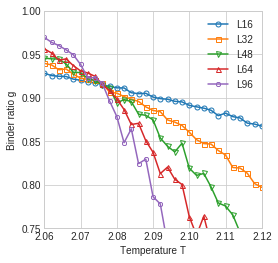 1.00
0.95
0.90
0.85
0.80
0.75
Binder ratio g
L16
L32
L48
L64
L96
2.06 2.07 2.08 2.09 2.10 2.11 2.12
Temperature T